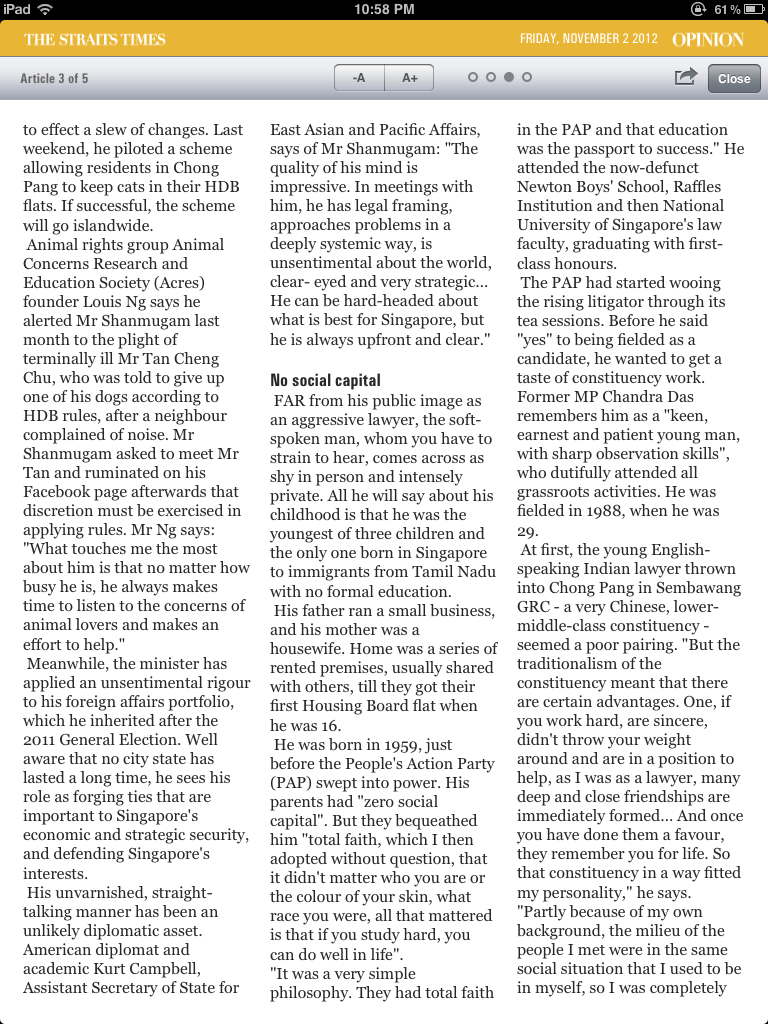 iPad 10:58 PM 61%
THE STRAITS TIMES FRIDAY, NOVEMBER 2 2012 OPINION
Article 3 of 5 -A A+ Close
to effect a slew of changes. Last
weekend, he piloted a scheme
allowing residents in Chong
Pang to keep cats in their HDB
flats. If successful, the scheme
will go islandwide.
Animal rights group Animal
Concerns Research and
Education Society (Acres)
founder Louis Ng says he
alerted Mr Shanmugam last
month to the plight of
terminally ill Mr Tan Cheng
Chu, who was told to give up
one of his dogs according to
HDB rules, after a neighbour
complained of noise. Mr
Shanmugam asked to meet Mr
Tan and ruminated on his
Facebook page afterwards that
discretion must be exercised in
applying rules. Mr Ng says:
"What touches me the most
about him is that no matter how
busy he is, he always makes
time to listen to the concerns of
animal lovers and makes an
effort to help."
Meanwhile, the minister has
applied an unsentimental rigour
to his foreign affairs portfolio,
which he inherited after the
2011 General Election. Well
aware that no city state has
lasted a long time, he sees his
role as forging ties that are
important to Singapore's
economic and strategic security,
and defending Singapore's
interests.
His unvarnished, straight-
talking manner has been an
unlikely diplomatic asset.
American diplomat and
academic Kurt Campbell,
Assistant Secretary of State for
East Asian and Pacific Affairs,
says of Mr Shanmugam: "The
quality of his mind is
impressive. In meetings with
him, he has legal framing,
approaches problems in a
deeply systemic way, is
unsentimental about the world,
clear- eyed and very strategic...
He can be hard-headed about
what is best for Singapore, but
he is always upfront and clear."
No social capital
FAR from his public image as
an aggressive lawyer, the soft-
spoken man, whom you have to
strain to hear, comes across as
shy in person and intensely
private. All he will say about his
childhood is that he was the
youngest of three children and
the only one born in Singapore
to immigrants from Tamil Nadu
with no formal education.
His father ran a small business,
and his mother was a
housewife. Home was a series of
rented premises, usually shared
with others, till they got their
first Housing Board flat when
he was 16.
He was born in 1959, just
before the People's Action Party
(PAP) swept into power. His
parents had "zero social
capital". But they bequeathed
him "total faith, which I then
adopted without question, that
it didn't matter who you are or
the colour of your skin, what
race you were, all that mattered
is that if you study hard, you
can do well in life".
"It was a very simple
philosophy. They had total faith
in the PAP and that education
was the passport to success." He
attended the now-defunct
Newton Boys' School, Raffles
Institution and then National
University of Singapore's law
faculty, graduating with first-
class honours.
The PAP had started wooing
the rising litigator through its
tea sessions. Before he said
"yes" to being fielded as a
candidate, he wanted to get a
taste of constituency work.
Former MP Chandra Das
remembers him as a "keen,
earnest and patient young man,
with sharp observation skills",
who dutifully attended all
grassroots activities. He was
fielded in 1988, when he was
29.
At first, the young English-
speaking Indian lawyer thrown
into Chong Pang in Sembawang
GRC - a very Chinese, lower-
middle-class constituency -
seemed a poor pairing. "But the
traditionalism of the
constituency meant that there
are certain advantages. One, if
you work hard, are sincere,
didn't throw your weight
around and are in a position to
help, as I was as a lawyer, many
deep and close friendships are
immediately formed... And once
you have done them a favour,
they remember you for life. So
that constituency in a way fitted
my personality," he says.
"Partly because of my own
background, the milieu of the
people I met were in the same
social situation that I used to be
in myself, so I was completely